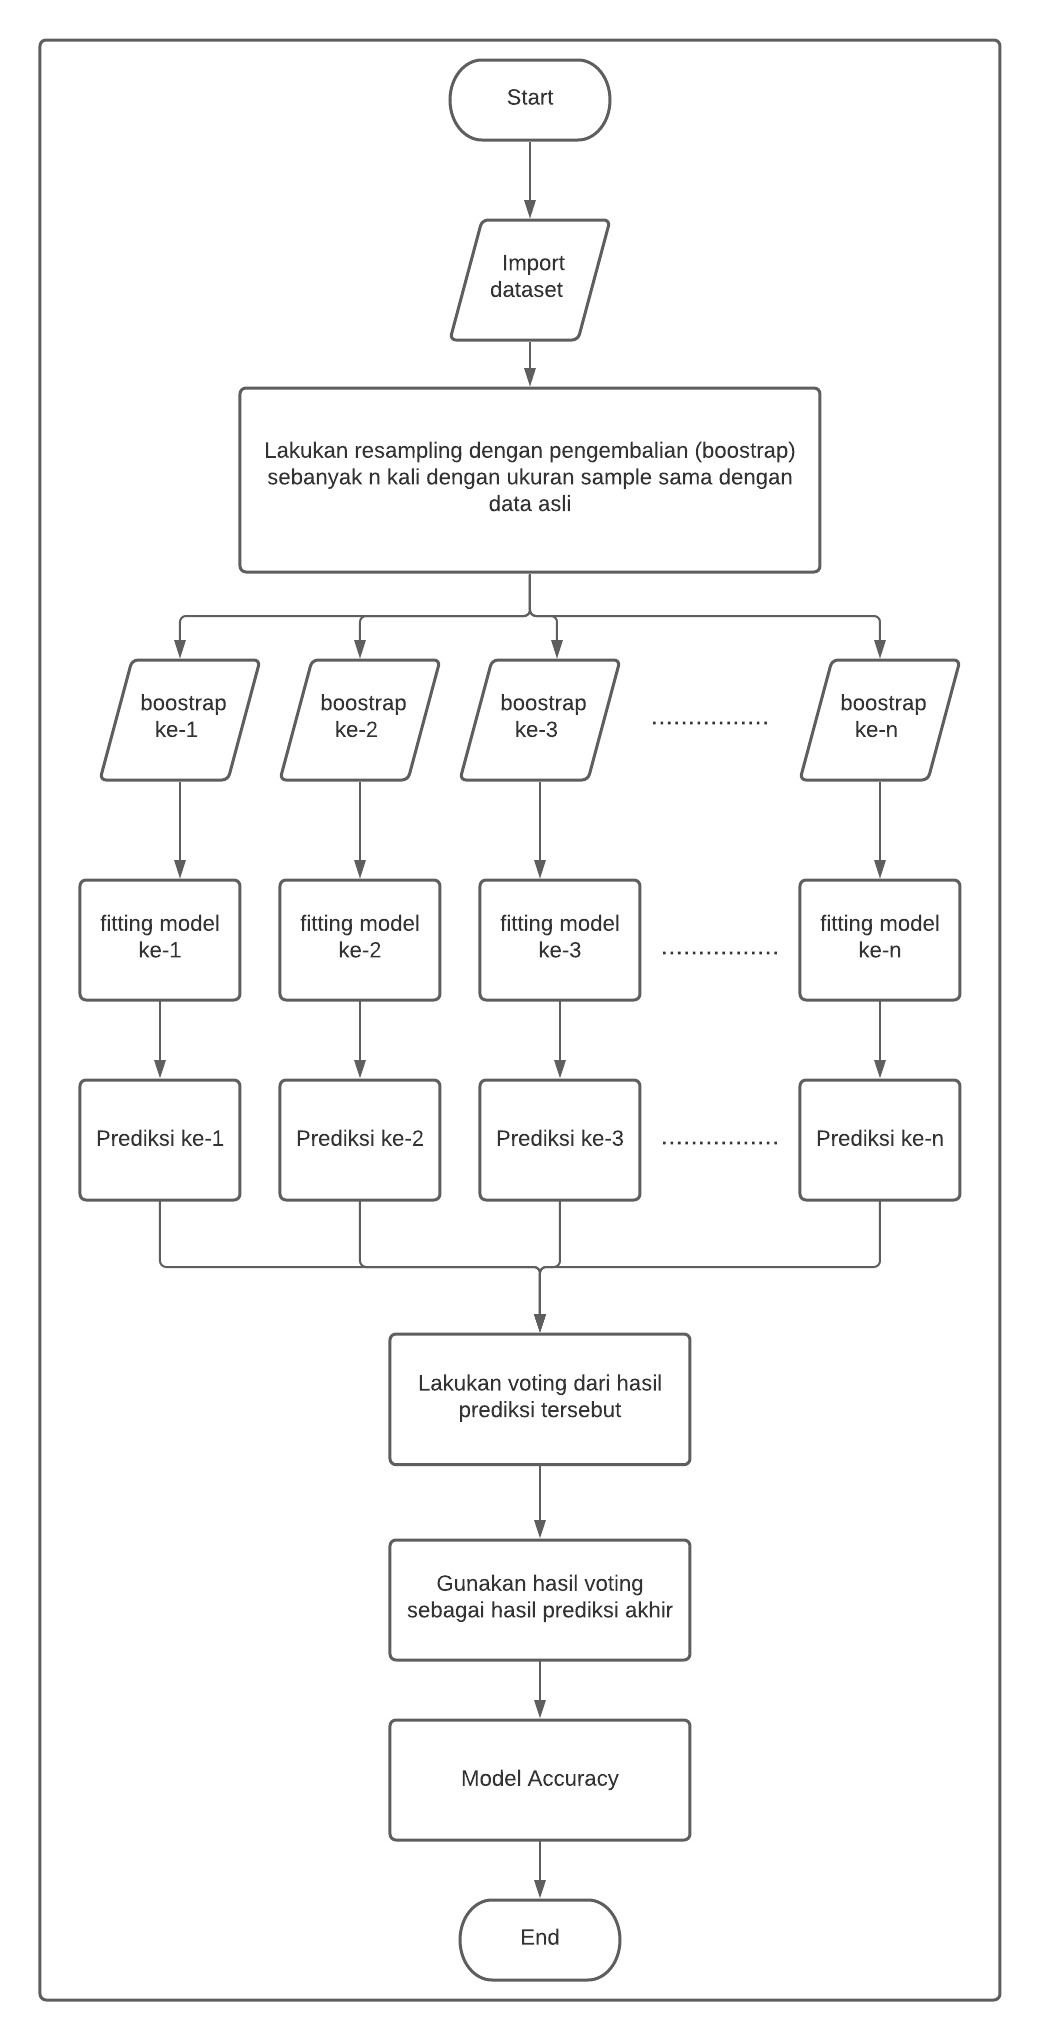 Start
Import
dataset
Lakukan resampling dengan pengembalian (boostrap)
sebanyak n kali dengan ukuran sample sama dengan
data asli
boostrap
ke-1
boostrap
ke-2
boostrap
ke-3
................
boostrap
ke-n
fitting model
ke-1
fitting model
ke-2
fitting model
ke-3
................
fitting model
ke-n
Prediksi ke-1
Prediksi ke-2
Prediksi ke-3
................
Prediksi ke-n
Lakukan voting dari hasil
prediksi tersebut
Gunakan hasil voting
sebagai hasil prediksi akhir
Model Accuracy
End